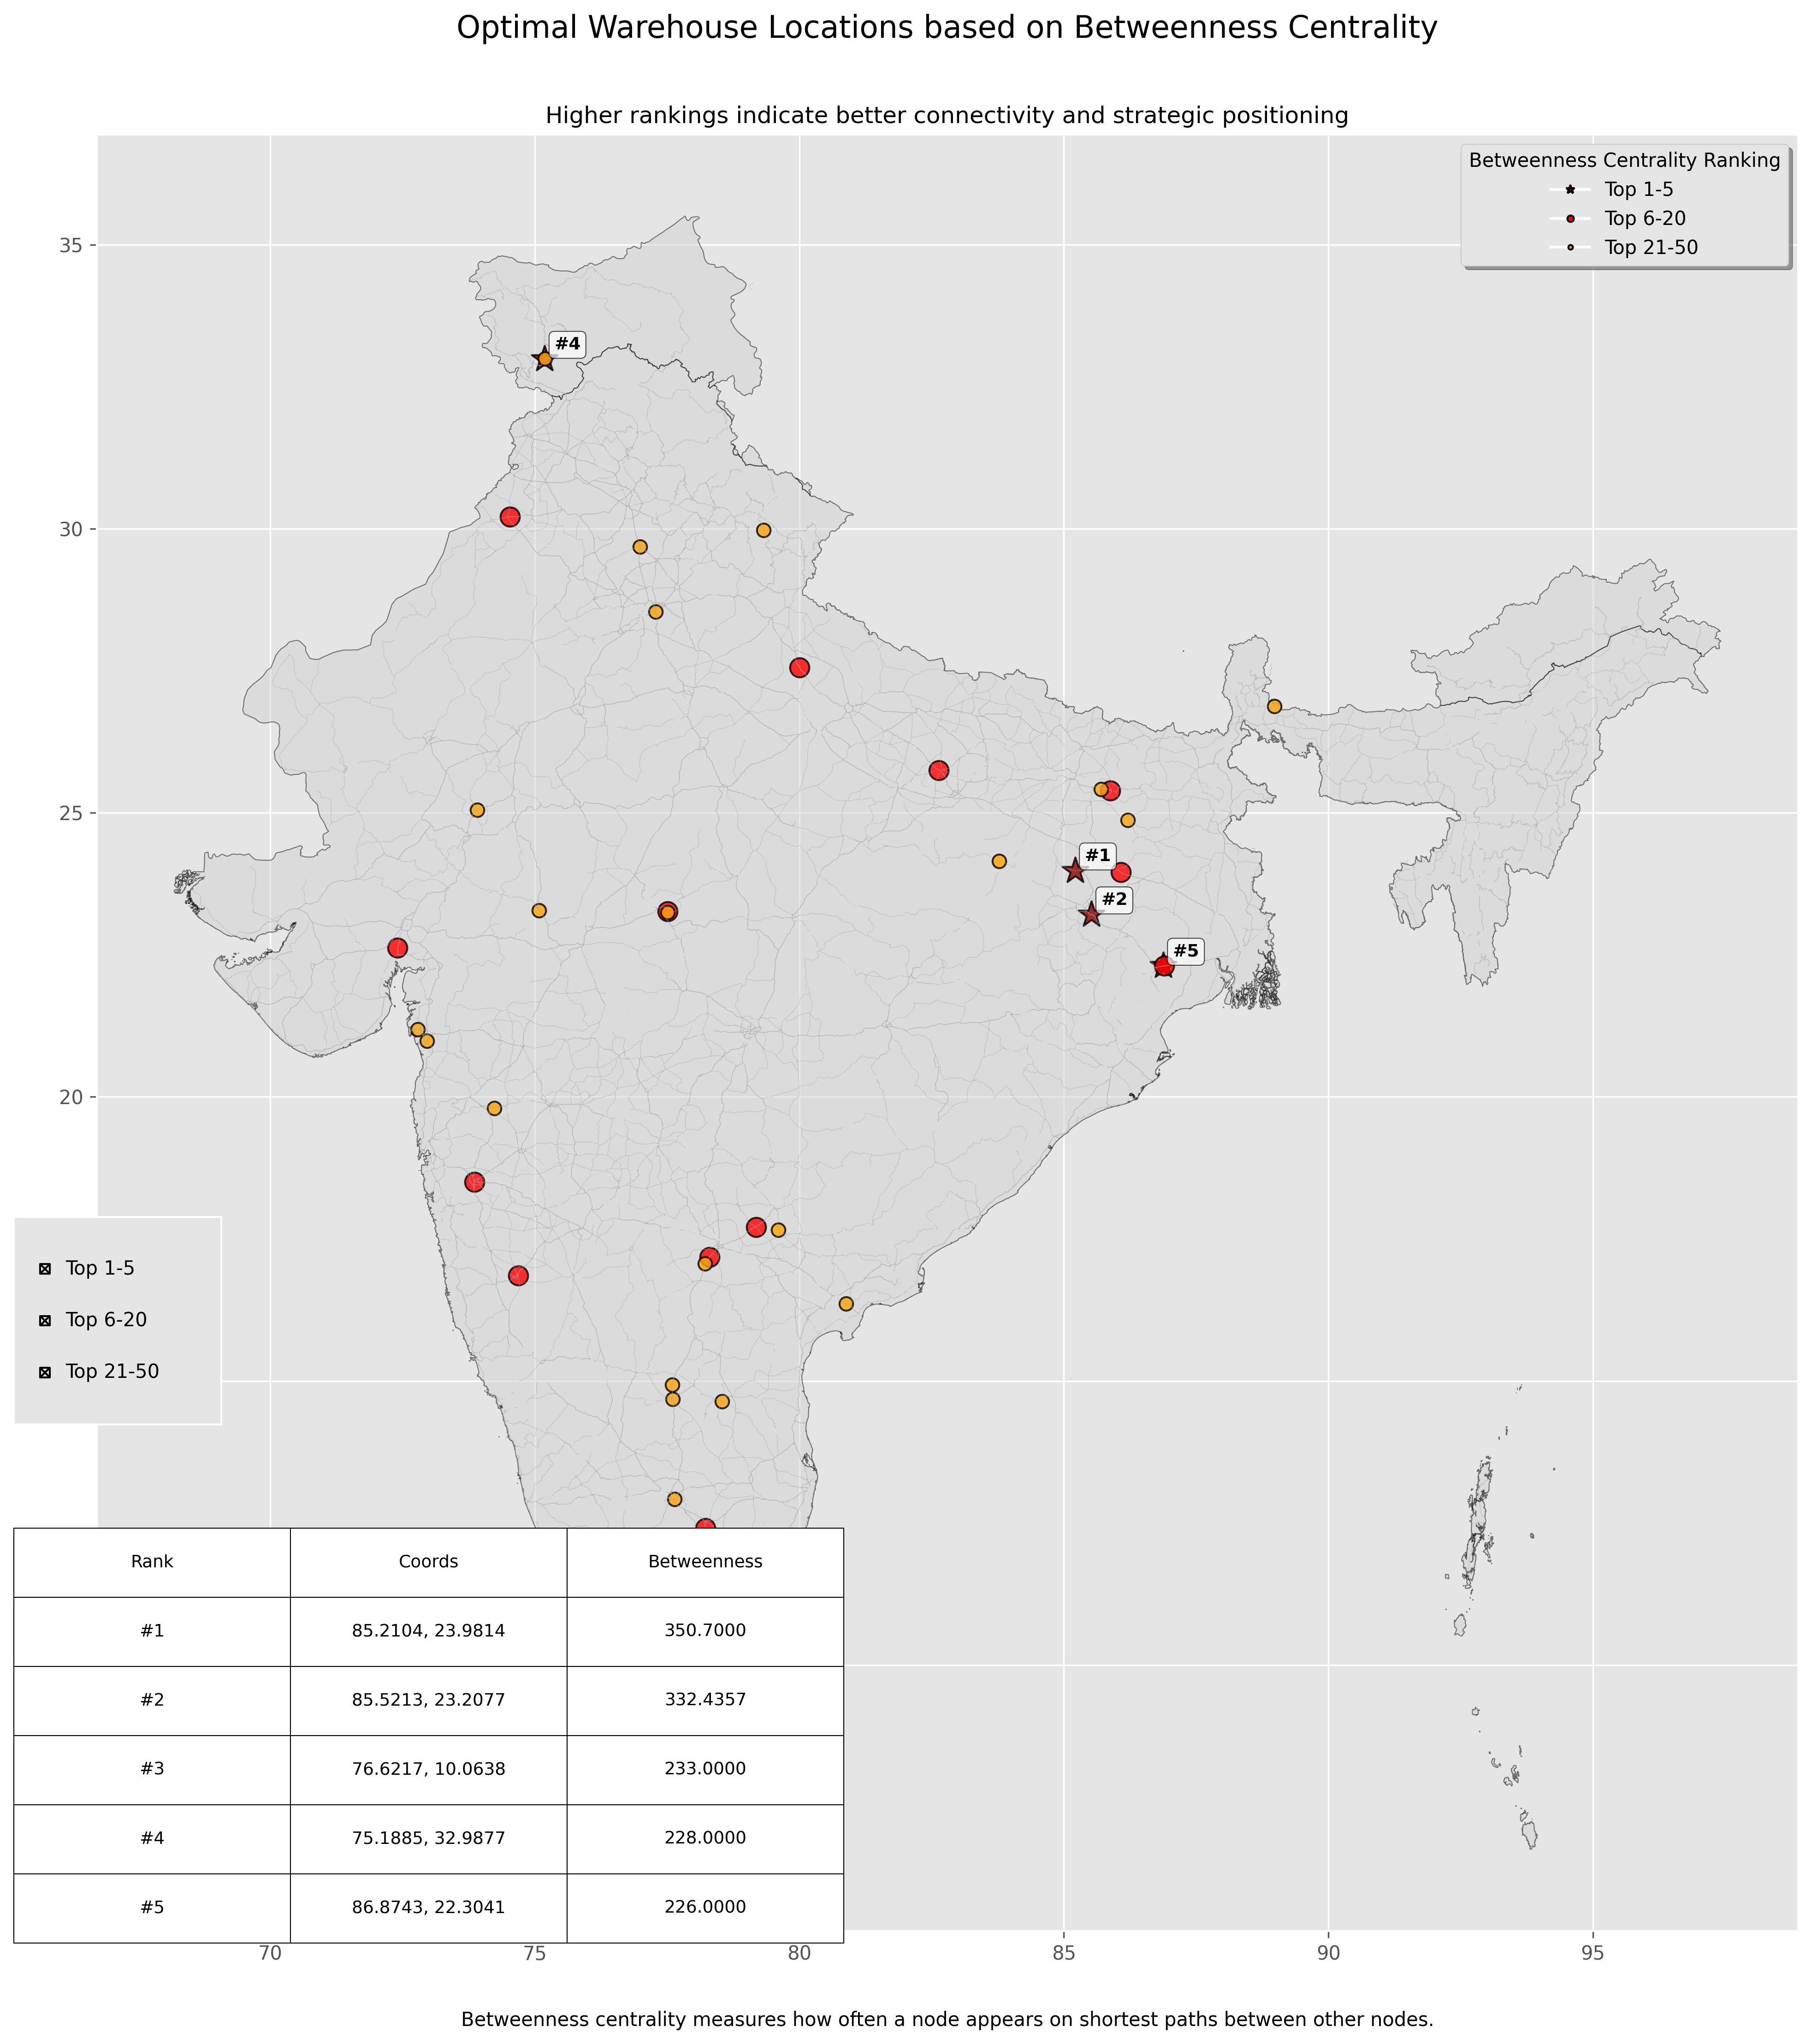 Optimal Warehouse Locations based on Betweenness Centrality
Higher rankings indicate better connectivity and strategic positioning
Betweenness Centrality Ranking
Top 1-5
Top 6-20
Top 21-50
35
#4
30
25
#1
#2
#5
20
Top 1-5
Top 6-20
Top 21-50
Rank Coords Betweenness
#1 85.2104, 23.9814 350.7000
#2 85.5213, 23.2077 332.4357
#3 76.6217, 10.0638 233.0000
#4 75.1885, 32.9877 228.0000
#5 86.8743, 22.3041 226.0000
70 75 80 85 90 95
Betweenness centrality measures how often a node appears on shortest paths between other nodes.